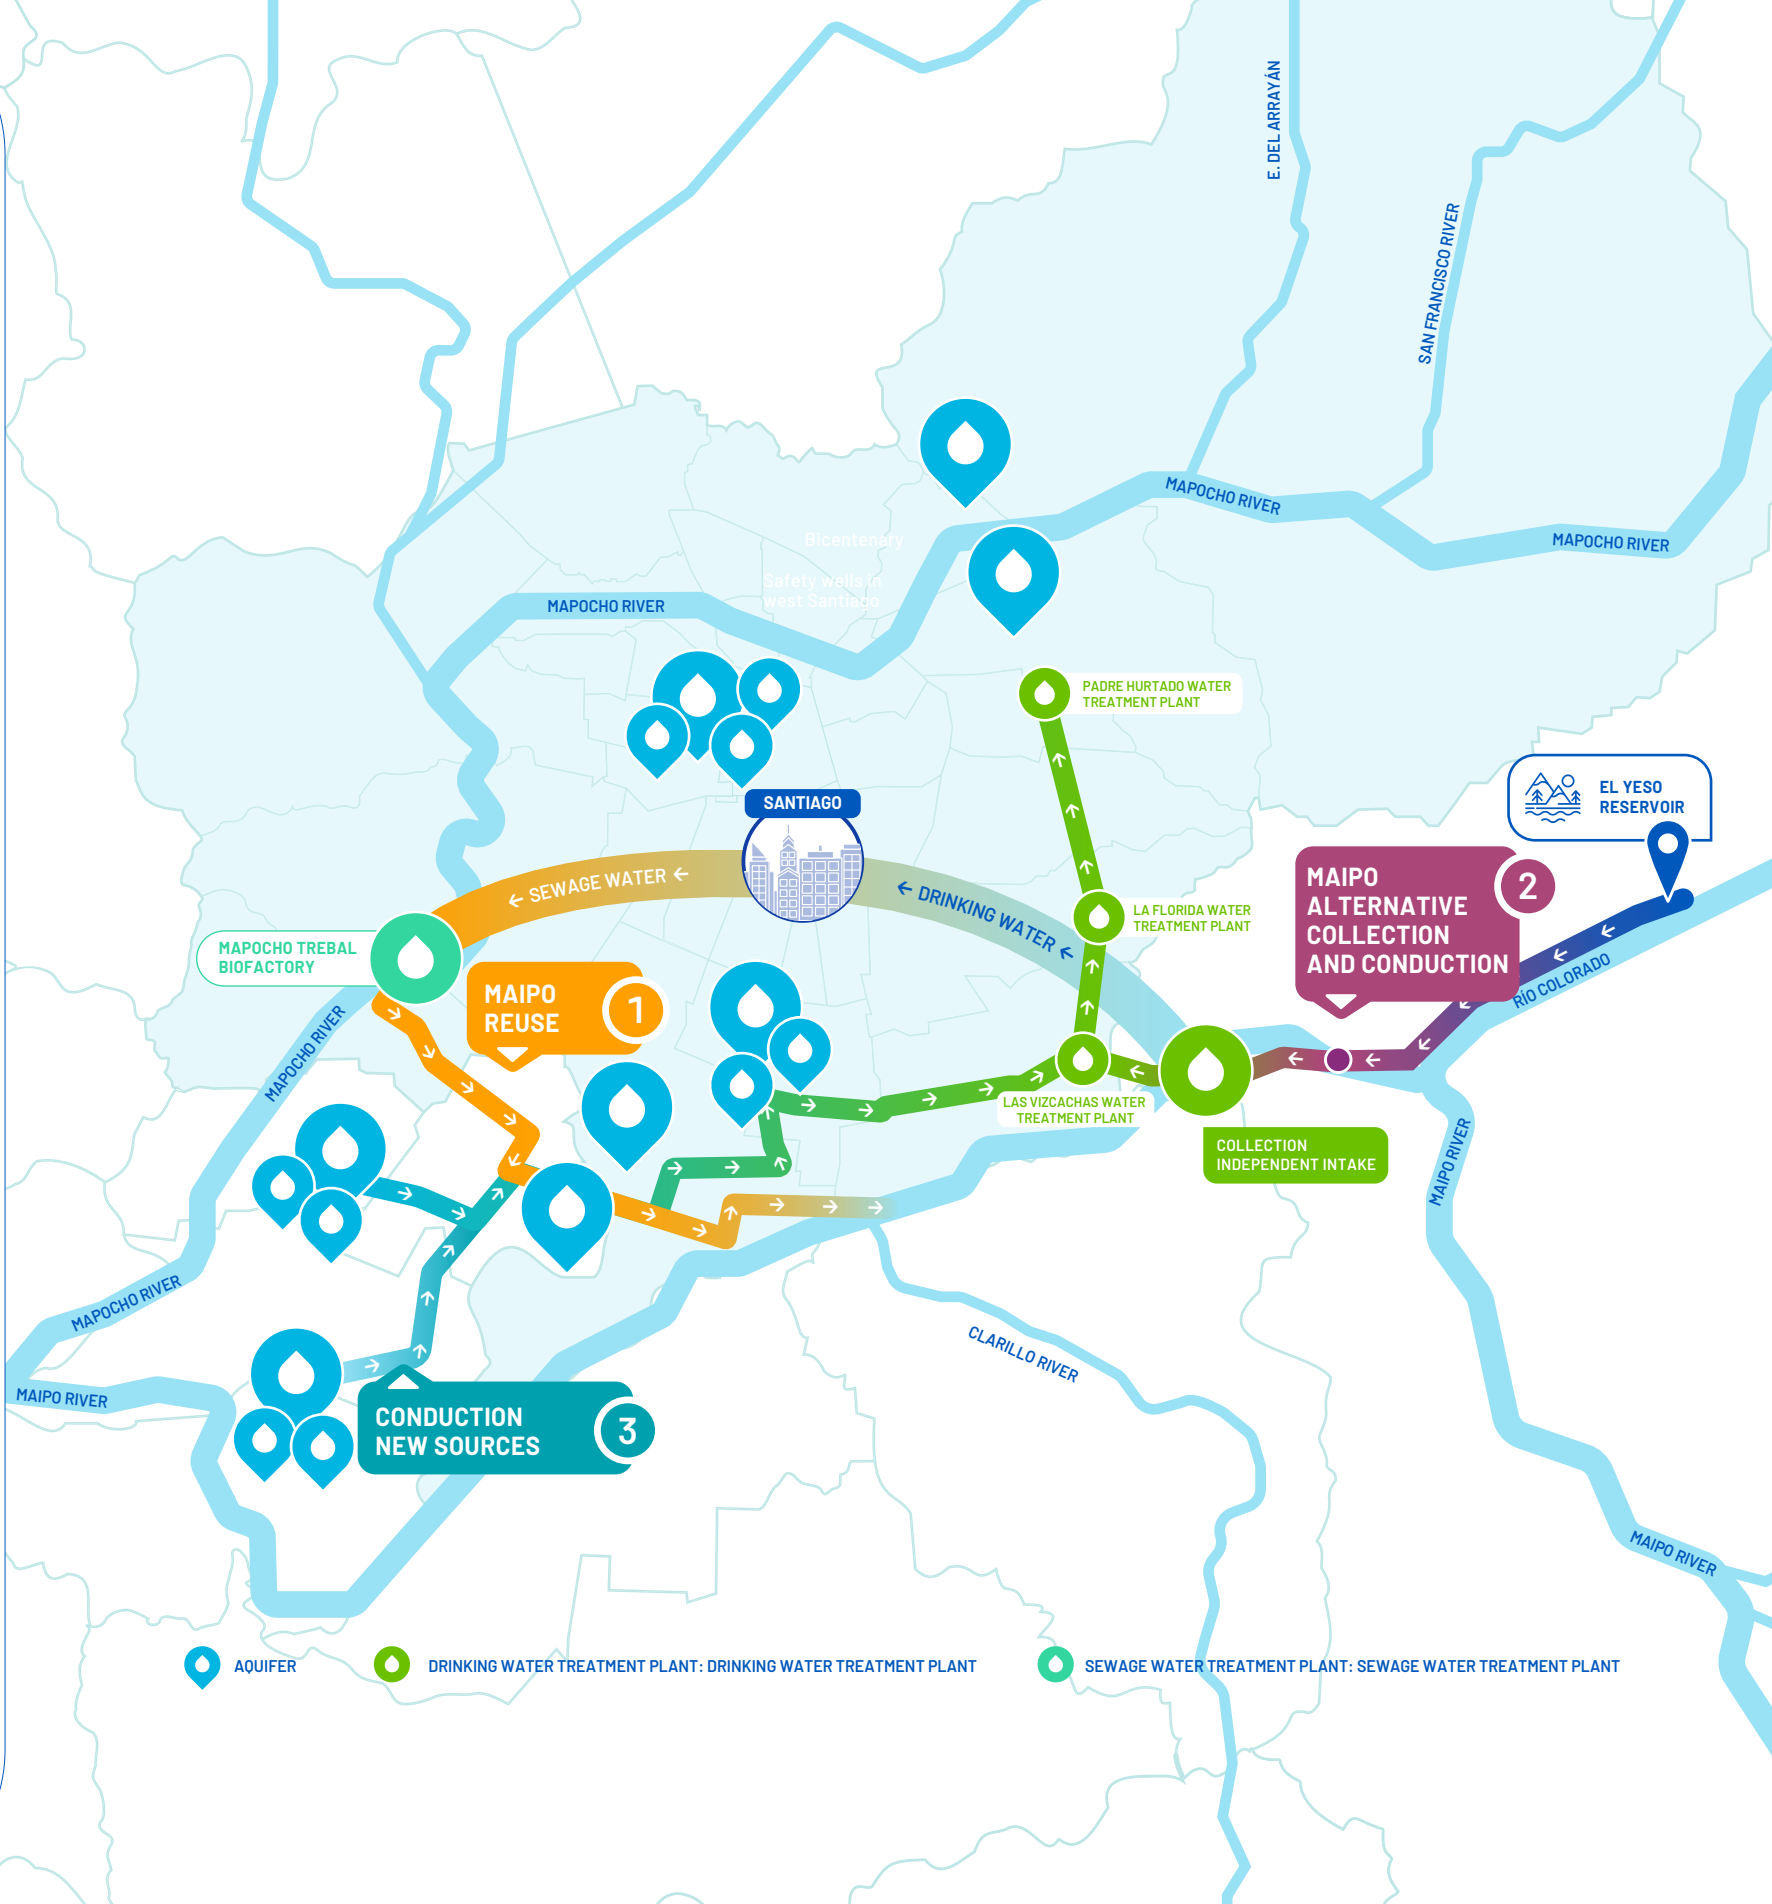 E. DEL ARRAYÁN
SAN FRANCISCO RIVER
MAPOCHO RIVER
MAPOCHO RIVER
Bicentenary
Safety wells in
west Santiago
MAPOCHO RIVER
PADRE HURTADO WATER
TREATMENT PLANT
EL YESO
RESERVOIR
SANTIAGO
SEWAGE WATER
DRINKING WATER
LA FLORIDA WATER
TREATMENT PLANT
MAIPO
ALTERNATIVE
COLLECTION
AND CONDUCTION
2
RÍO COLORADO
MAPOCHO TREBAL
BIOFACTORY
MAIPO
REUSE
1
MAPOCHO RIVER
LAS VIZCACHAS WATER
TREATMENT PLANT
COLLECTION
INDEPENDENT INTAKE
MAIPO RIVER
MAPOCHO RIVER
CLARILLO RIVER
MAIPO RIVER
CONDUCTION
NEW SOURCES
3
MAIPO RIVER
AQUIFER
DRINKING WATER TREATMENT PLANT: DRINKING WATER TREATMENT PLANT
SEWAGE WATER TREATMENT PLANT: SEWAGE WATER TREATMENT PLANT